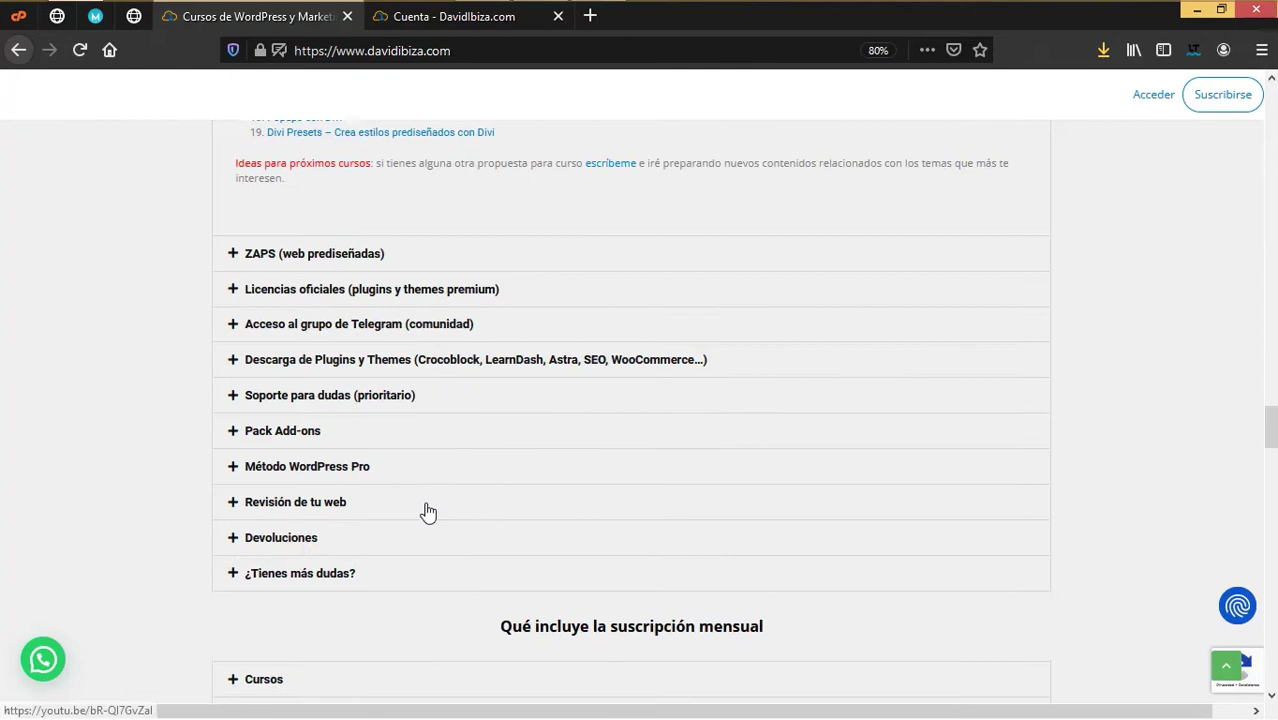 Cursos de WordPress y Marketi
Cuenta - DavidIbiza.com
https://www.davidibiza.com
80%
Acceder
Suscribirse
19. Divi Presets – Crea estilos prediseñados con Divi
Ideas para próximos cursos: si tienes alguna otra propuesta para curso escríbeme e iré preparando nuevos contenidos relacionados con los temas que más te
interesen.
ZAPS (web prediseñadas)
Licencias oficiales (plugins y themes premium)
Acceso al grupo de Telegram (comunidad)
Descarga de Plugins y Themes (Crocoblock, LearnDash, Astra, SEO, WooCommerce...)
Soporte para dudas (prioritario)
Pack Add-ons
Método WordPress Pro
Revisión de tu web
Devoluciones
¿Tienes más dudas?
Qué incluye la suscripción mensual
Cursos
https://youtu.be/bR-QI7GvZaI